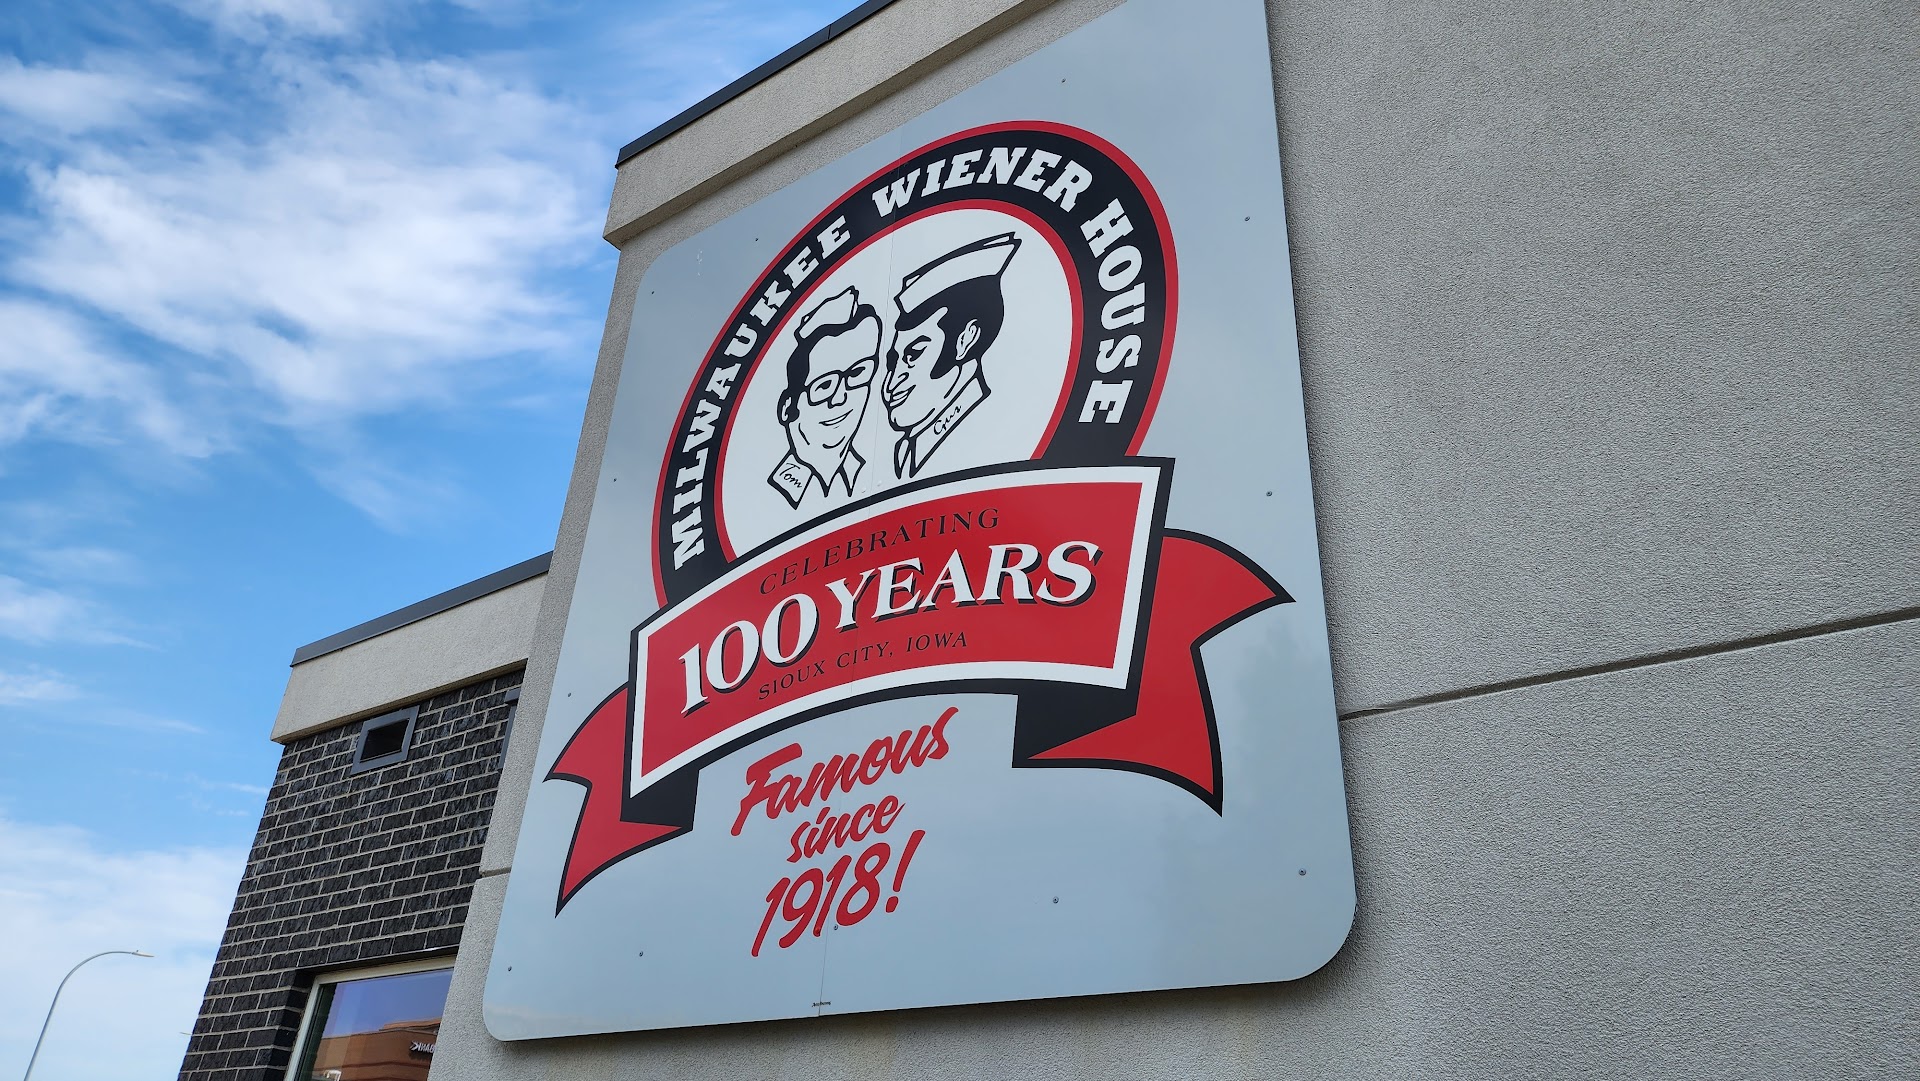 MILWAUKEE WIENER HOUSE
Tom
Gus
CELEBRATING
100 YEARS
SIOUX CITY, IOWA
Famous
since
1918!